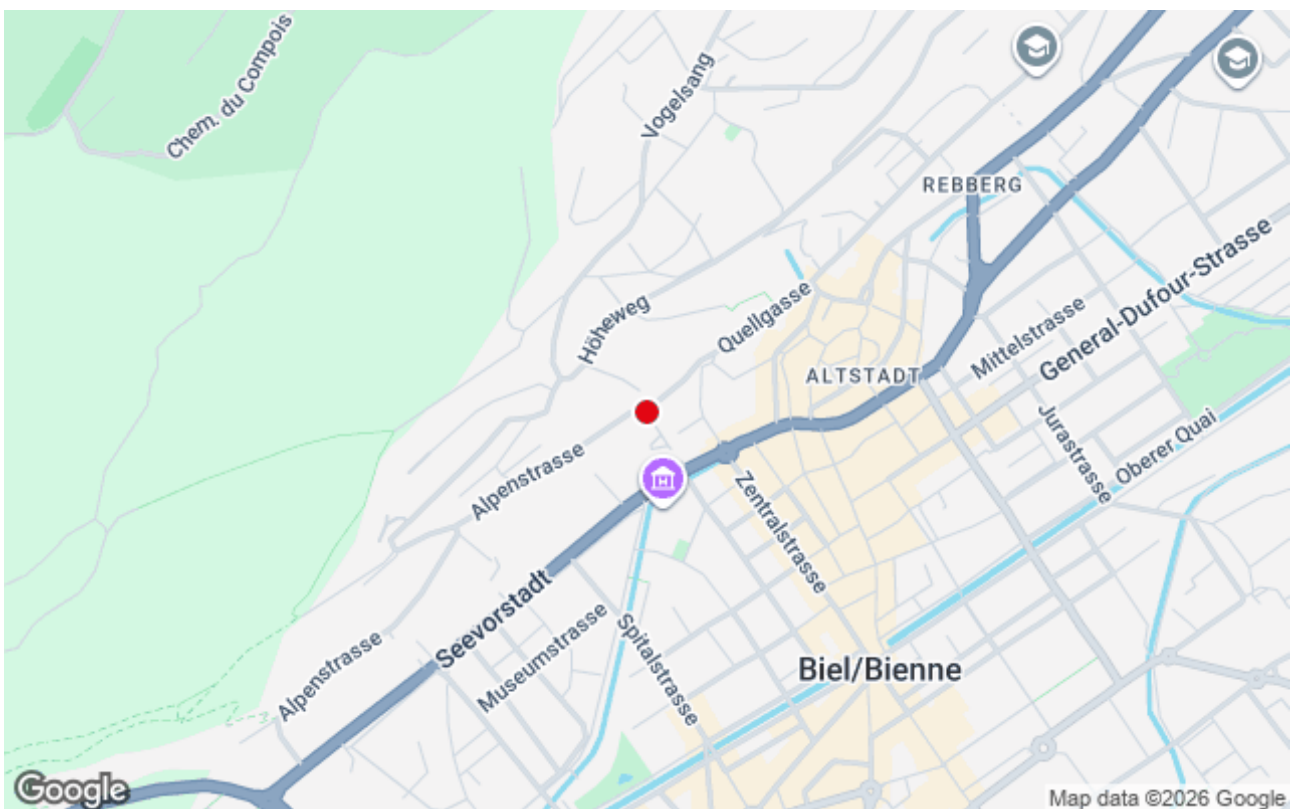 Chem. du Compois
Vogelsang
REBBERG
General-Dufour-Strasse
Höheweg
Quellgasse
Mittelstrasse
ALTSTADT
Jurastrasse
Oberer Quai
Alpenstrasse
Zentralstrasse
Seevorstadt
Museumstrasse
Spitalstrasse
Alpenstrasse
Biel/Bienne
Google
Map data ©2026 Google